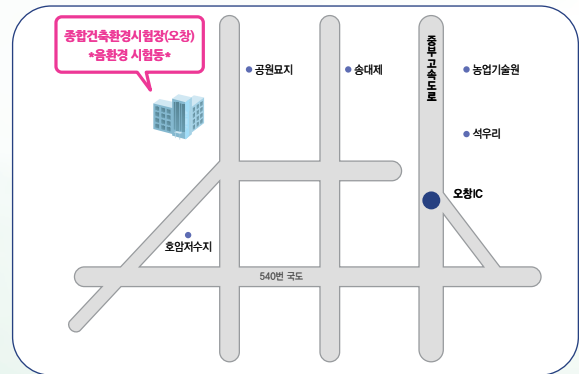 종합건축환경시험장(오창)
*음환경 시험동*
공원묘지
송대제
중부고속도로
농업기술원
석우리
오창IC
호암저수지
540번 국도